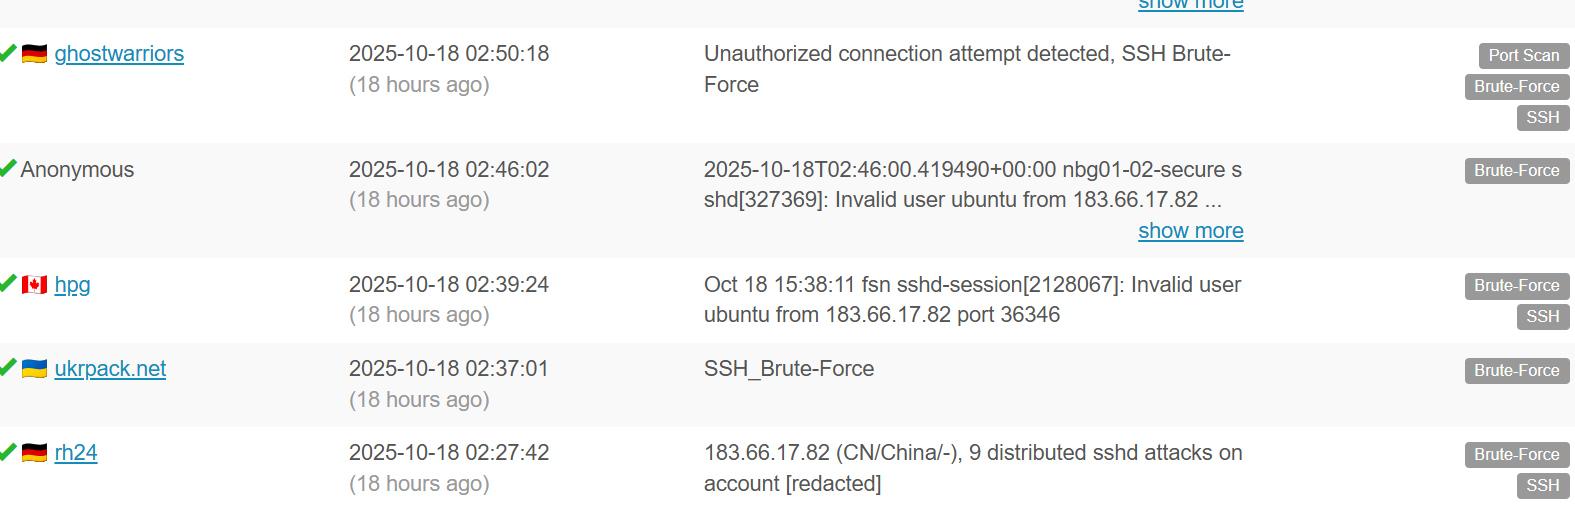 show more
ghostwarriors 2025-10-18 02:50:18 Unauthorized connection attempt detected, SSH Brute- Port Scan
(18 hours ago) Force Brute-Force
SSH
Anonymous 2025-10-18 02:46:02 2025-10-18T02:46:00.419490+00:00 nbg01-02-secure s Brute-Force
(18 hours ago) shd[327369]: Invalid user ubuntu from 183.66.17.82 ...
show more
hpg 2025-10-18 02:39:24 Oct 18 15:38:11 fsn sshd-session[2128067]: Invalid user Brute-Force
(18 hours ago) ubuntu from 183.66.17.82 port 36346 SSH
ukrpack.net 2025-10-18 02:37:01 SSH_Brute-Force Brute-Force
(18 hours ago)
rh24 2025-10-18 02:27:42 183.66.17.82 (CN/China/-), 9 distributed sshd attacks on Brute-Force
(18 hours ago) account [redacted] SSH